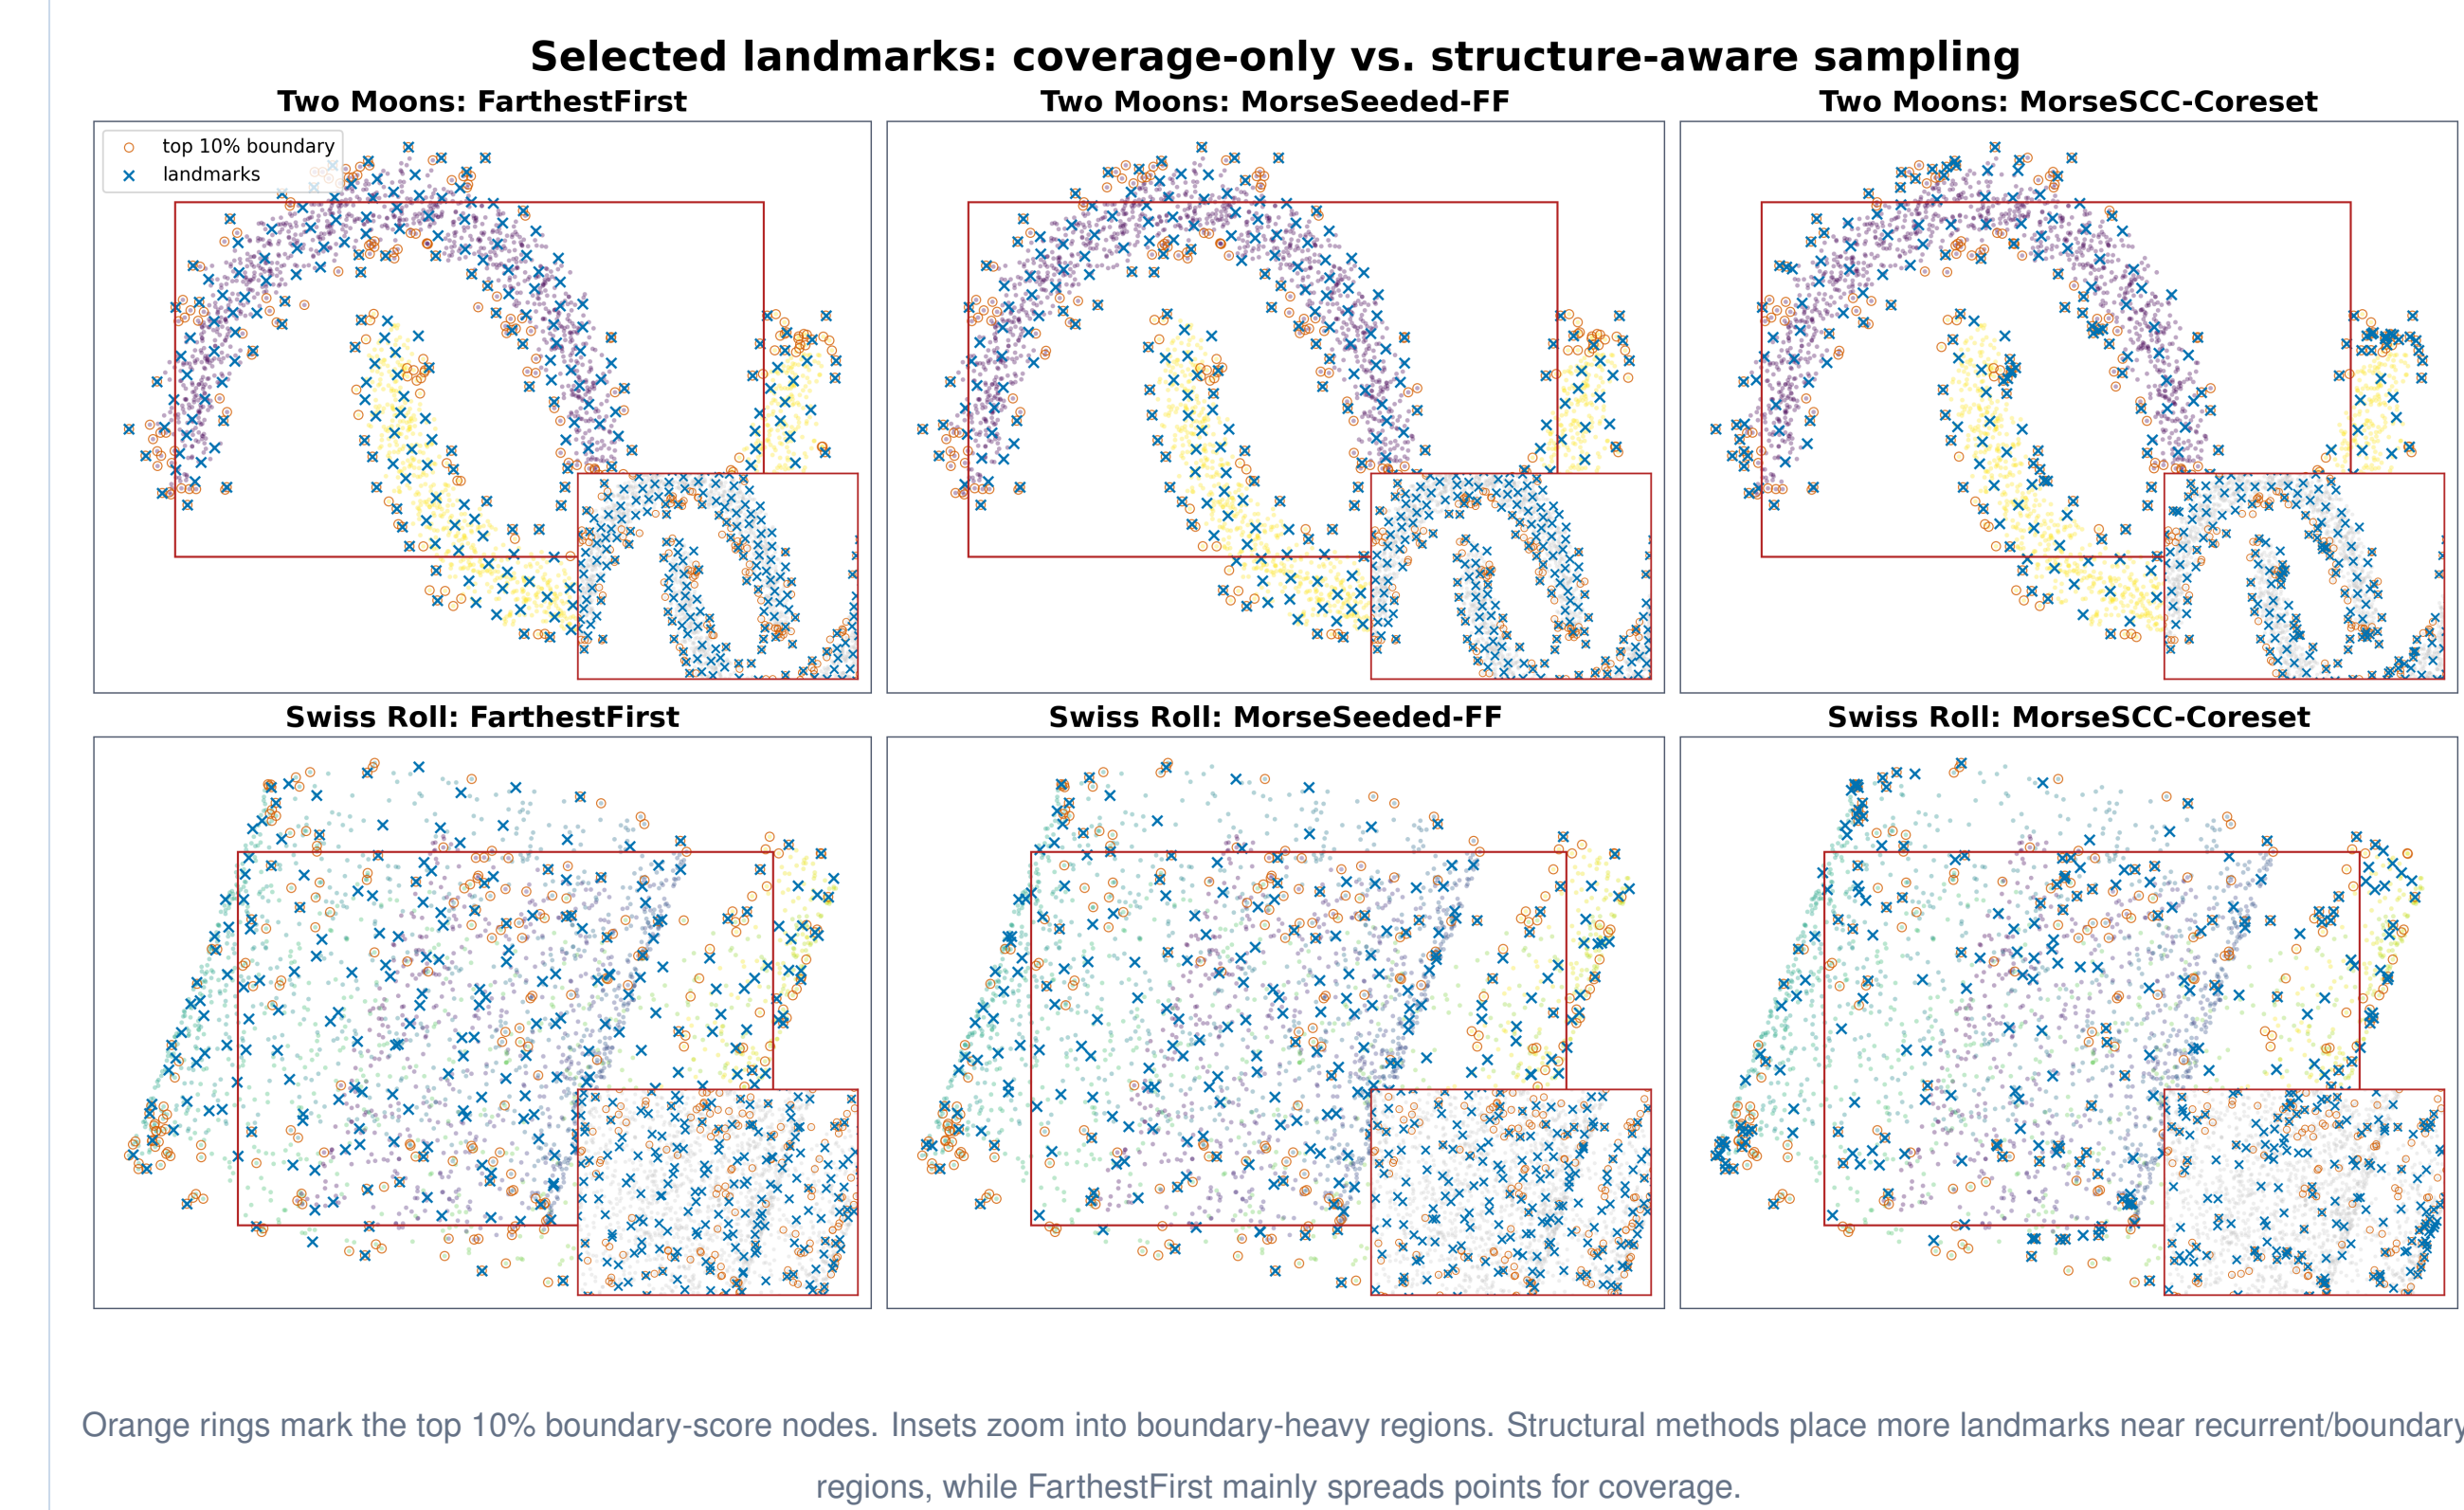 Selected landmarks: coverage-only vs. structure-aware sampling
Two Moons: FarthestFirst
Two Moons: MorseSeeded-FF
Two Moons: MorseSCC-Coreset
top 10% boundary
landmarks
Swiss Roll: FarthestFirst
Swiss Roll: MorseSeeded-FF
Swiss Roll: MorseSCC-Coreset
Orange rings mark the top 10% boundary-score nodes. Insets zoom into boundary-heavy regions. Structural methods place more landmarks near recurrent/boundary
regions, while FarthestFirst mainly spreads points for coverage.